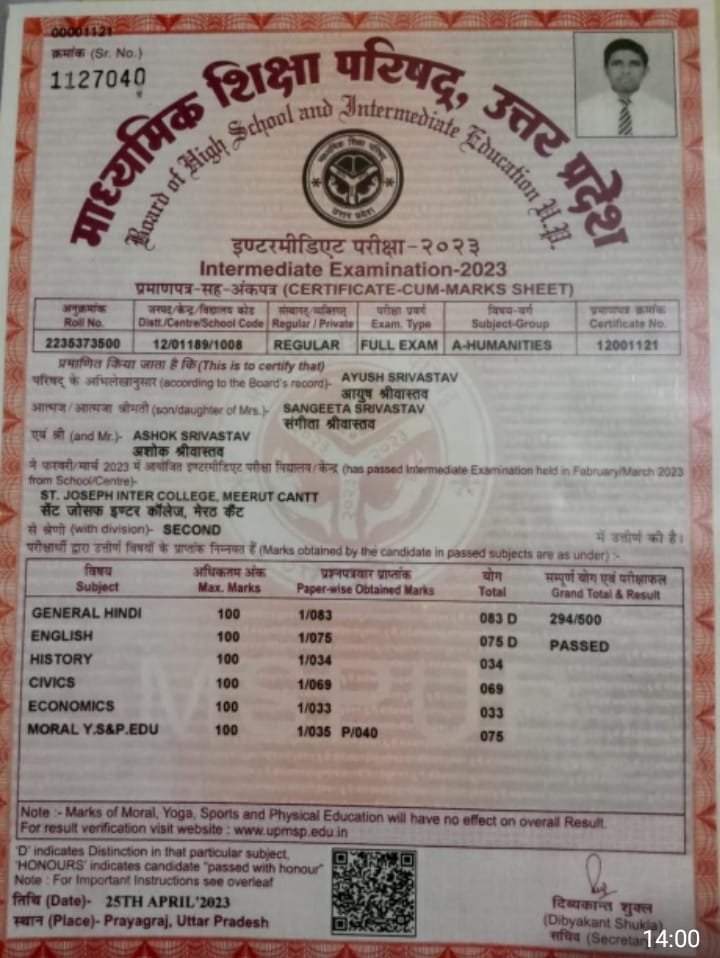 00001121
क्रमांक (Sr. No.)
1127040
माध्यमिक शिक्षा परिषद्, उत्तर प्रदेश
Board of High School and Intermediate Education U.P.
माध्यमिक शिक्षा परिषद्
उत्तर प्रदेश
इण्टरमीडिएट परीक्षा-२०२३
Intermediate Examination-2023
प्रमाणपत्र-सह-अंकपत्र (CERTIFICATE-CUM-MARKS SHEET)
अनुक्रमांक जनपद/केन्द्र/विद्यालय कोड संस्थागत/व्यक्तिगत परीक्षा प्रवर्ग विषय-वर्ग प्रमाणपत्र क्रमांक
Roll No. Distt./Centre/School Code Regular / Private Exam. Type Subject-Group Certificate No.
2235373500 12/01189/1008 REGULAR FULL EXAM A-HUMANITIES 12001121
प्रमाणित किया जाता है कि (This is to certify that)
परिषद् के अभिलेखानुसार (according to the Board's record)- AYUSH SRIVASTAV
आयुष श्रीवास्तव
आत्मज / आत्मजा श्रीमती (son/daughter of Mrs.)- SANGEETA SRIVASTAV
संगीता श्रीवास्तव
एवं श्री (and Mr.)- ASHOK SRIVASTAV
अशोक श्रीवास्तव
ने फरवरी/मार्च 2023 में आयोजित इण्टरमीडिएट परीक्षा विद्यालय/केन्द्र (has passed Intermediate Examination held in February/March 2023
from School/Centre)-
ST. JOSEPH INTER COLLEGE, MEERUT CANTT
सेंट जोसफ इण्टर कॉलेज, मेरठ कैंट
से श्रेणी (with division)- SECOND में उत्तीर्ण की है।
परीक्षार्थी द्वारा उत्तीर्ण विषयों के प्राप्तांक निम्नवत हैं (Marks obtained by the candidate in passed subjects are as under) :-
विषय अधिकतम अंक प्रश्नपत्रवार प्राप्तांक योग सम्पूर्ण योग एवं परीक्षाफल
Subject Max. Marks Paper-wise Obtained Marks Total Grand Total & Result
GENERAL HINDI 100 1/083 083 D 294/500
ENGLISH 100 1/075 075 D PASSED
HISTORY 100 1/034 034
CIVICS 100 1/069 069
ECONOMICS 100 1/033 033
MORAL Y.S&P.EDU 100 1/035 P/040 075
Note :- Marks of Moral, Yoga, Sports and Physical Education will have no effect on overall Result.
For result verification visit website : www.upmsp.edu.in
'D' indicates Distinction in that particular subject,
'HONOURS' indicates candidate "passed with honour"
Note : For Important Instructions see overleaf
तिथि (Date)- 25TH APRIL'2023
स्थान (Place)- Prayagraj, Uttar Pradesh
दिव्यकान्त शुक्ल
(Dibyakant Shukla)
सचिव (Secretary)
14:00